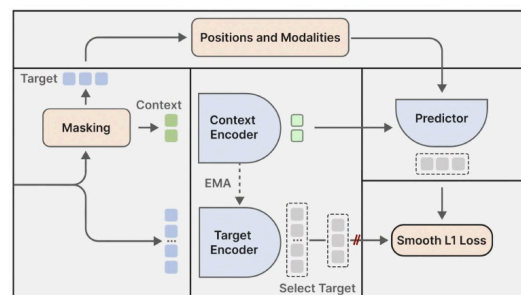 Positions and Modalities
Target
Context
Masking
Context
Encoder
Predictor
EMA
...
Target
Encoder
...
Smooth L1 Loss
Select Target